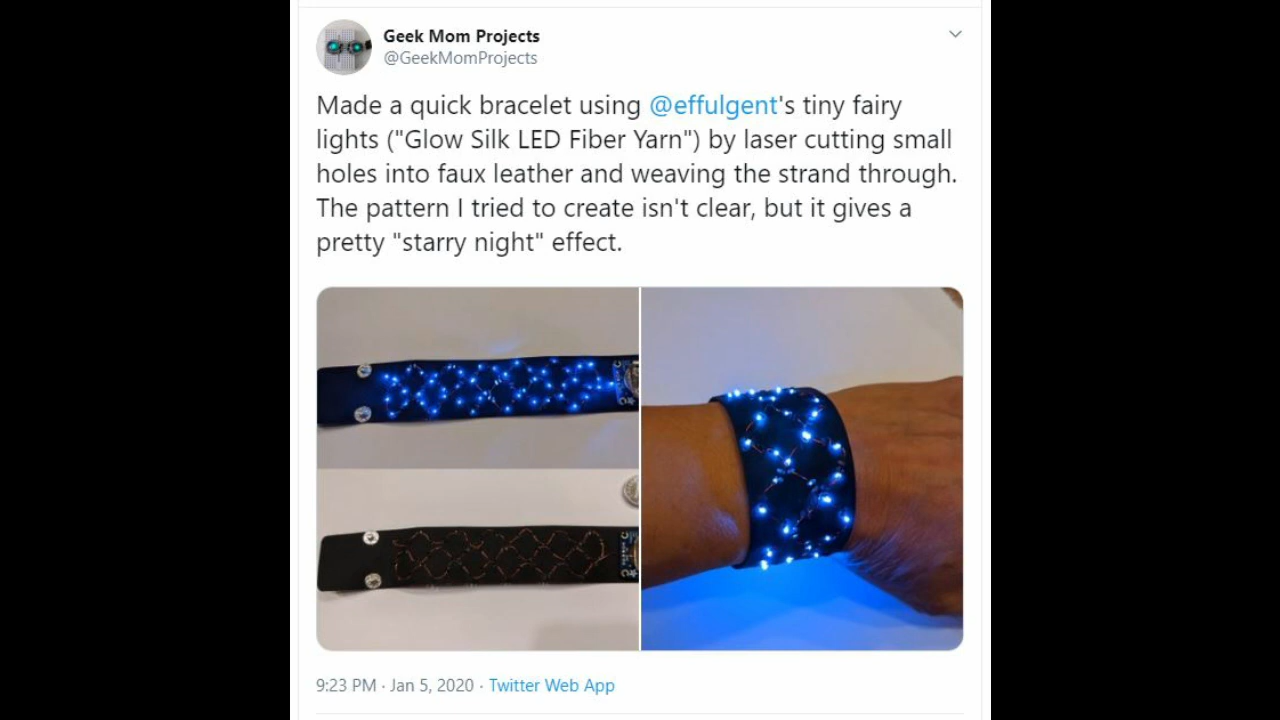 Geek Mom Projects
@GeekMomProjects
Made a quick bracelet using @effulgent's tiny fairy
lights ("Glow Silk LED Fiber Yarn") by laser cutting small
holes into faux leather and weaving the strand through.
The pattern I tried to create isn't clear, but it gives a
pretty "starry night" effect.
9:23 PM · Jan 5, 2020 · Twitter Web App